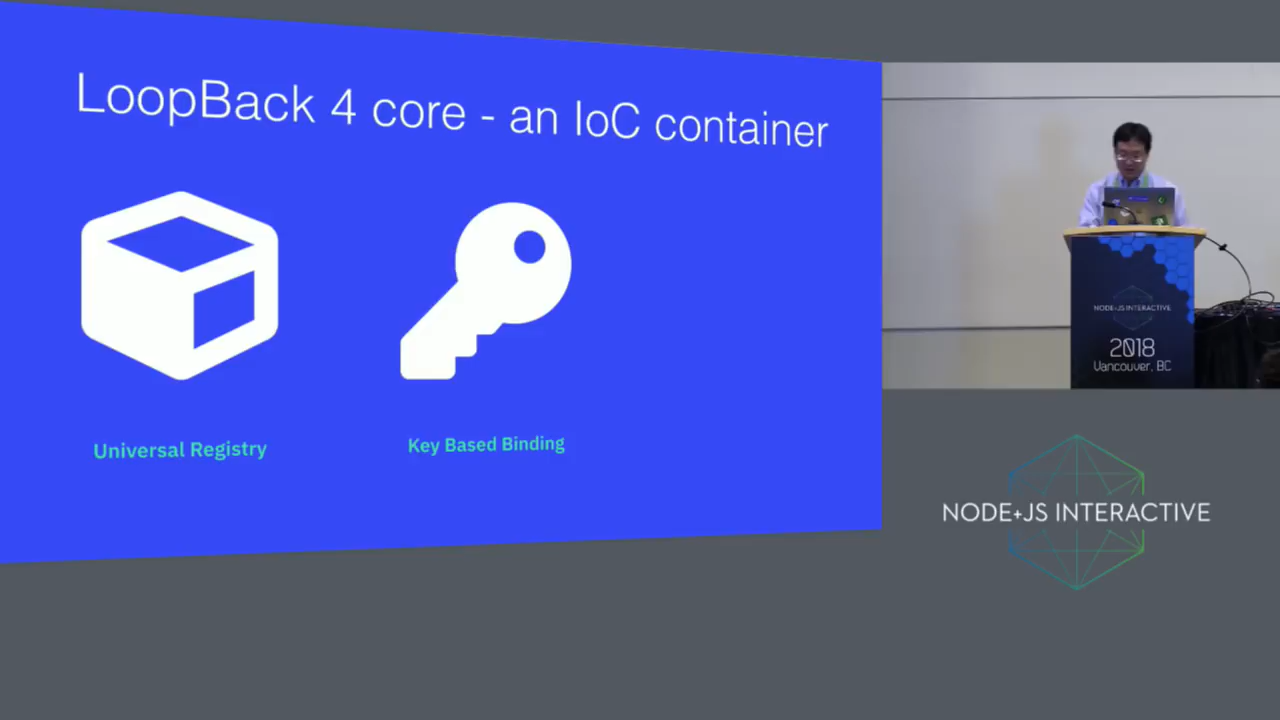 LoopBack 4 core - an IoC container
Universal Registry
Key Based Binding
NODE+JS INTERACTIVE
2018
Vancouver, BC
NODE+JS INTERACTIVE